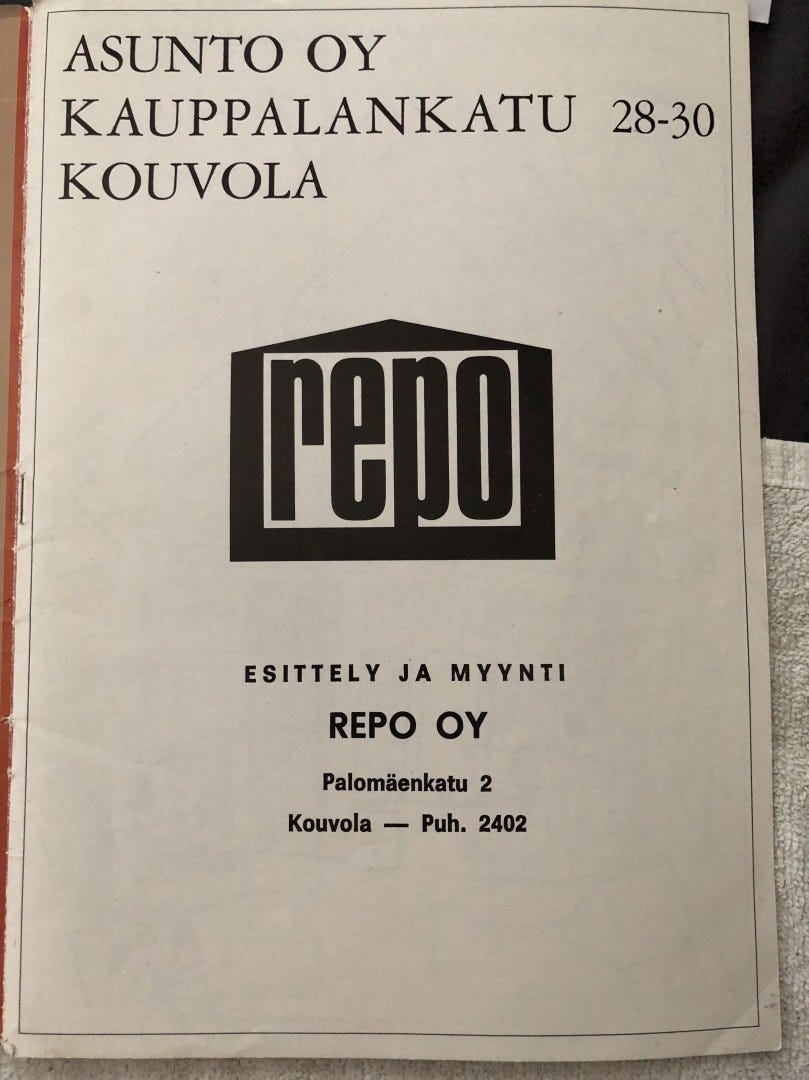 ASUNTO OY
KAUPPALANKATU 28-30
KOUVOLA
repo
ESITTELY JA MYYNTI
REPO OY
Palomäenkatu 2
Kouvola — Puh. 2402